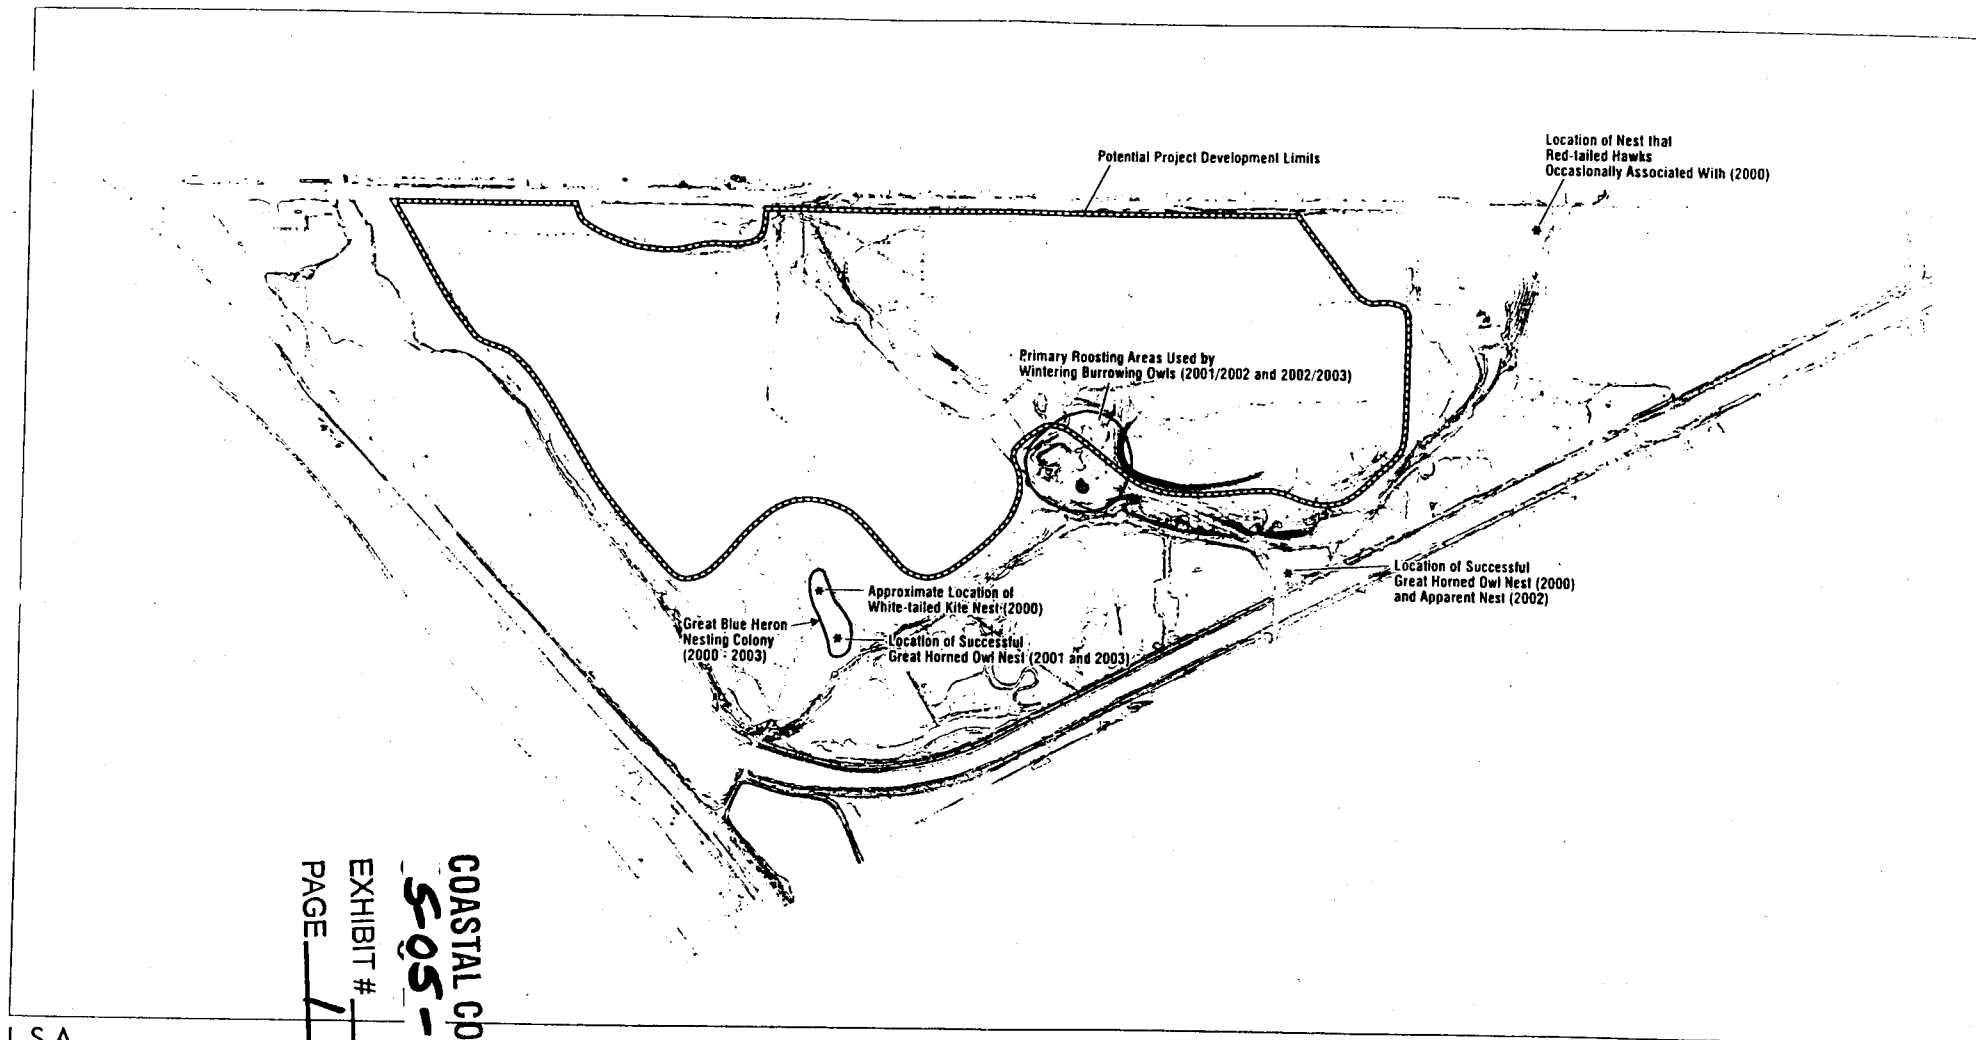 Location of Nest that
Red-tailed Hawks
Occasionally Associated With (2000)
Potential Project Development Limits
Primary Roosting Areas Used by
Wintering Burrowing Owls (2001/2002 and 2002/2003)
Location of Successful
Great Horned Owl Nest (2000)
and Apparent Nest (2002)
Approximate Location of
White-tailed Kite Nest (2000)
Great Blue Heron
Nesting Colony
(2000 - 2003)
Location of Successful
Great Horned Owl Nest (2001 and 2003)
COASTAL CO
5-05-
EXHIBIT #
PAGE 1
LSA